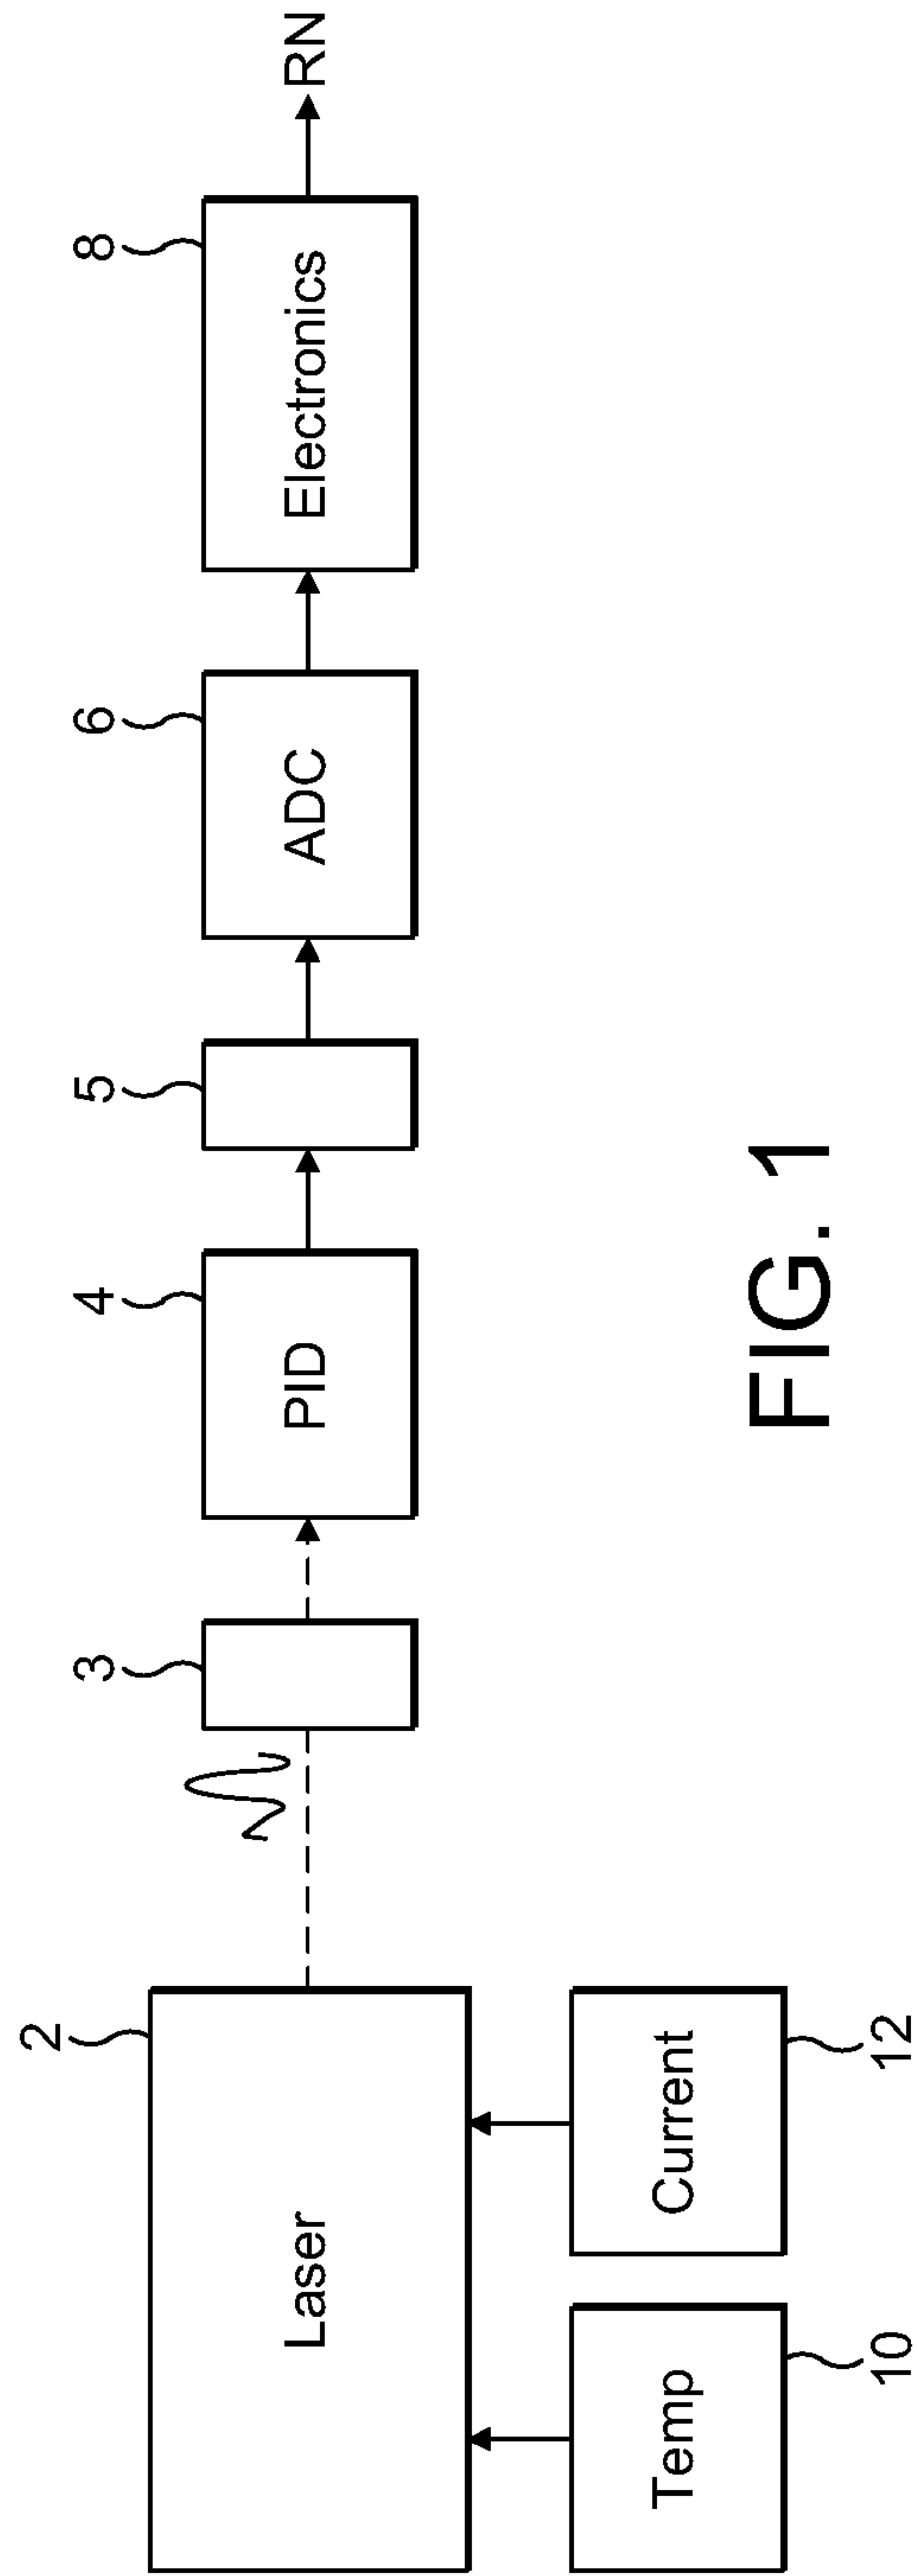 2
3
4
5
6
8
Laser
PID
ADC
Electronics
RN
Temp
Current
10
12
FIG. 1